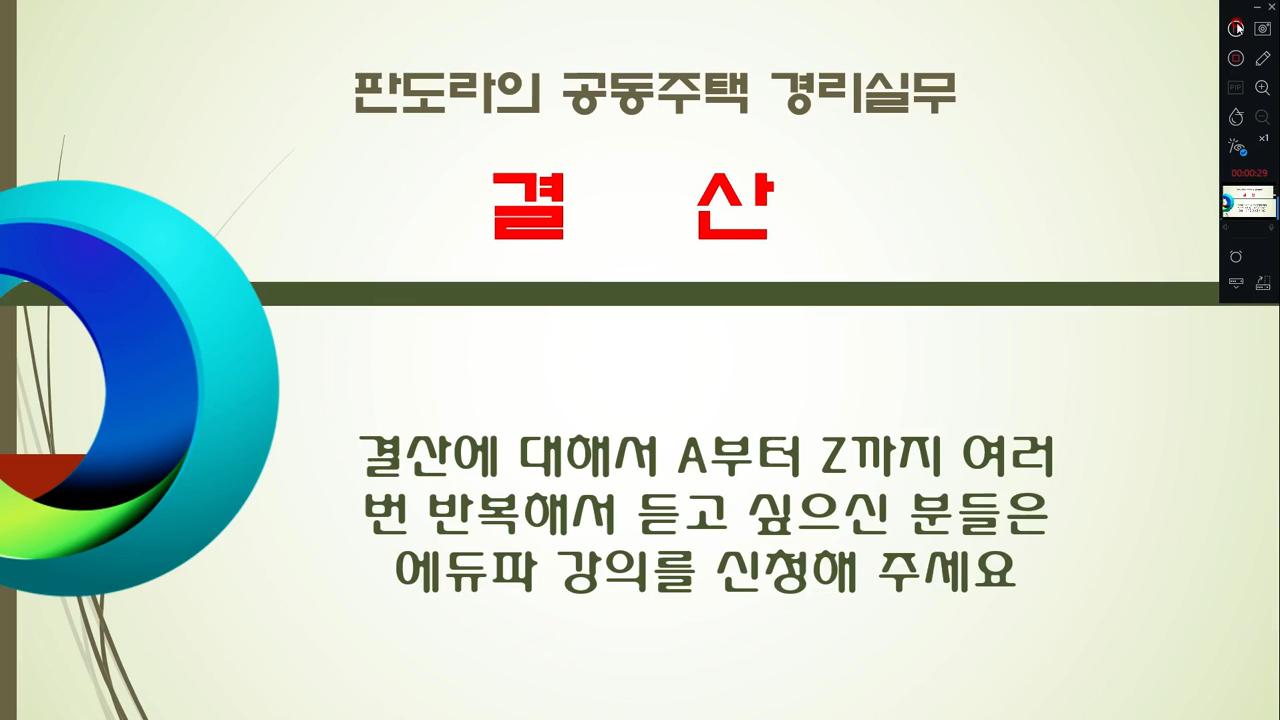 판도라의 공동주택 경리실무
결 산
결산에 대해서 A부터 Z까지 여러
번 반복해서 듣고 싶으신 분들은
에듀파 강의를 신청해 주세요
PIP
x1
00:00:29